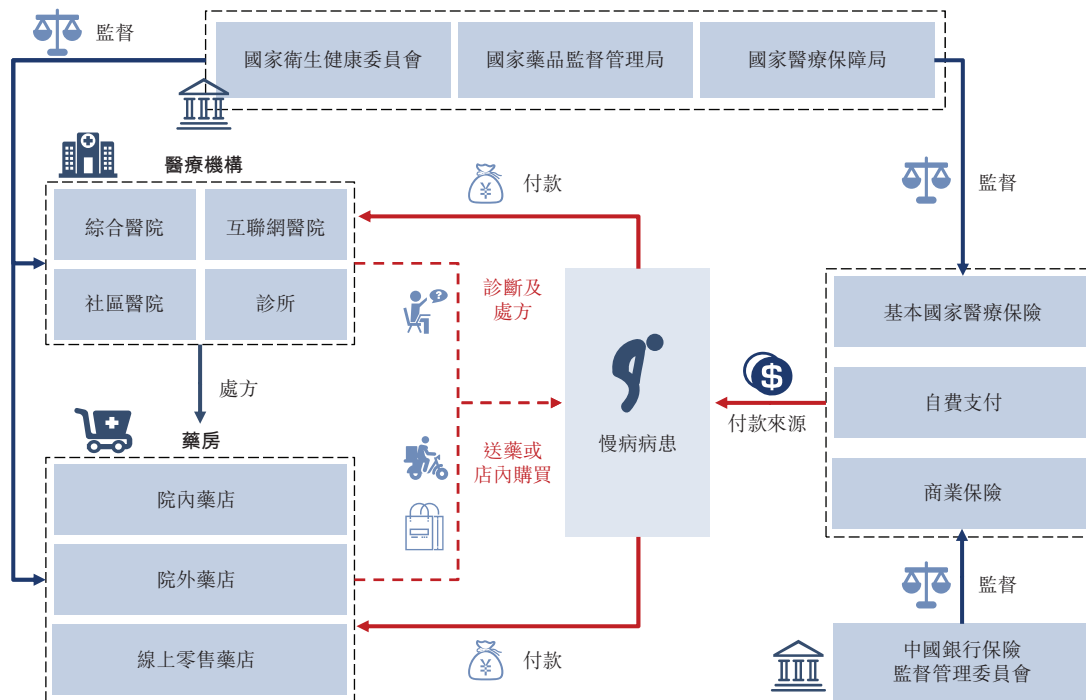 監督
國家衛生健康委員會
國家藥品監督管理局
國家醫療保障局
醫療機構
付款
監督
綜合醫院
互聯網醫院
社區醫院
診所
診斷及
處方
基本國家醫療保險
處方
自費支付
付款來源
藥房
慢病病患
送藥或
店內購買
院內藥店
商業保險
院外藥店
監督
線上零售藥店
付款
中國銀行保險
監督管理委員會